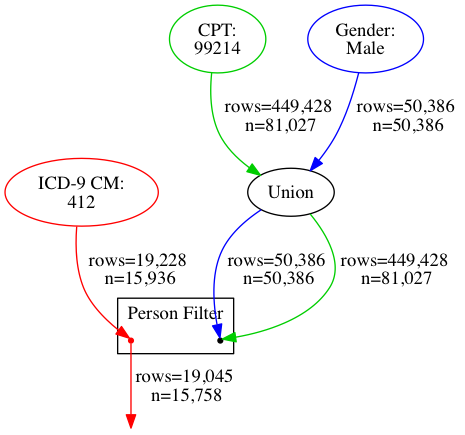 CPT:
99214
Gender:
Male
rows=449,428
n=81,027
rows=50,386
n=50,386
ICD-9 CM:
412
Union
rows=19,228
n=15,936
rows=50,386
n=50,386
rows=449,428
n=81,027
Person Filter
rows=19,045
n=15,758